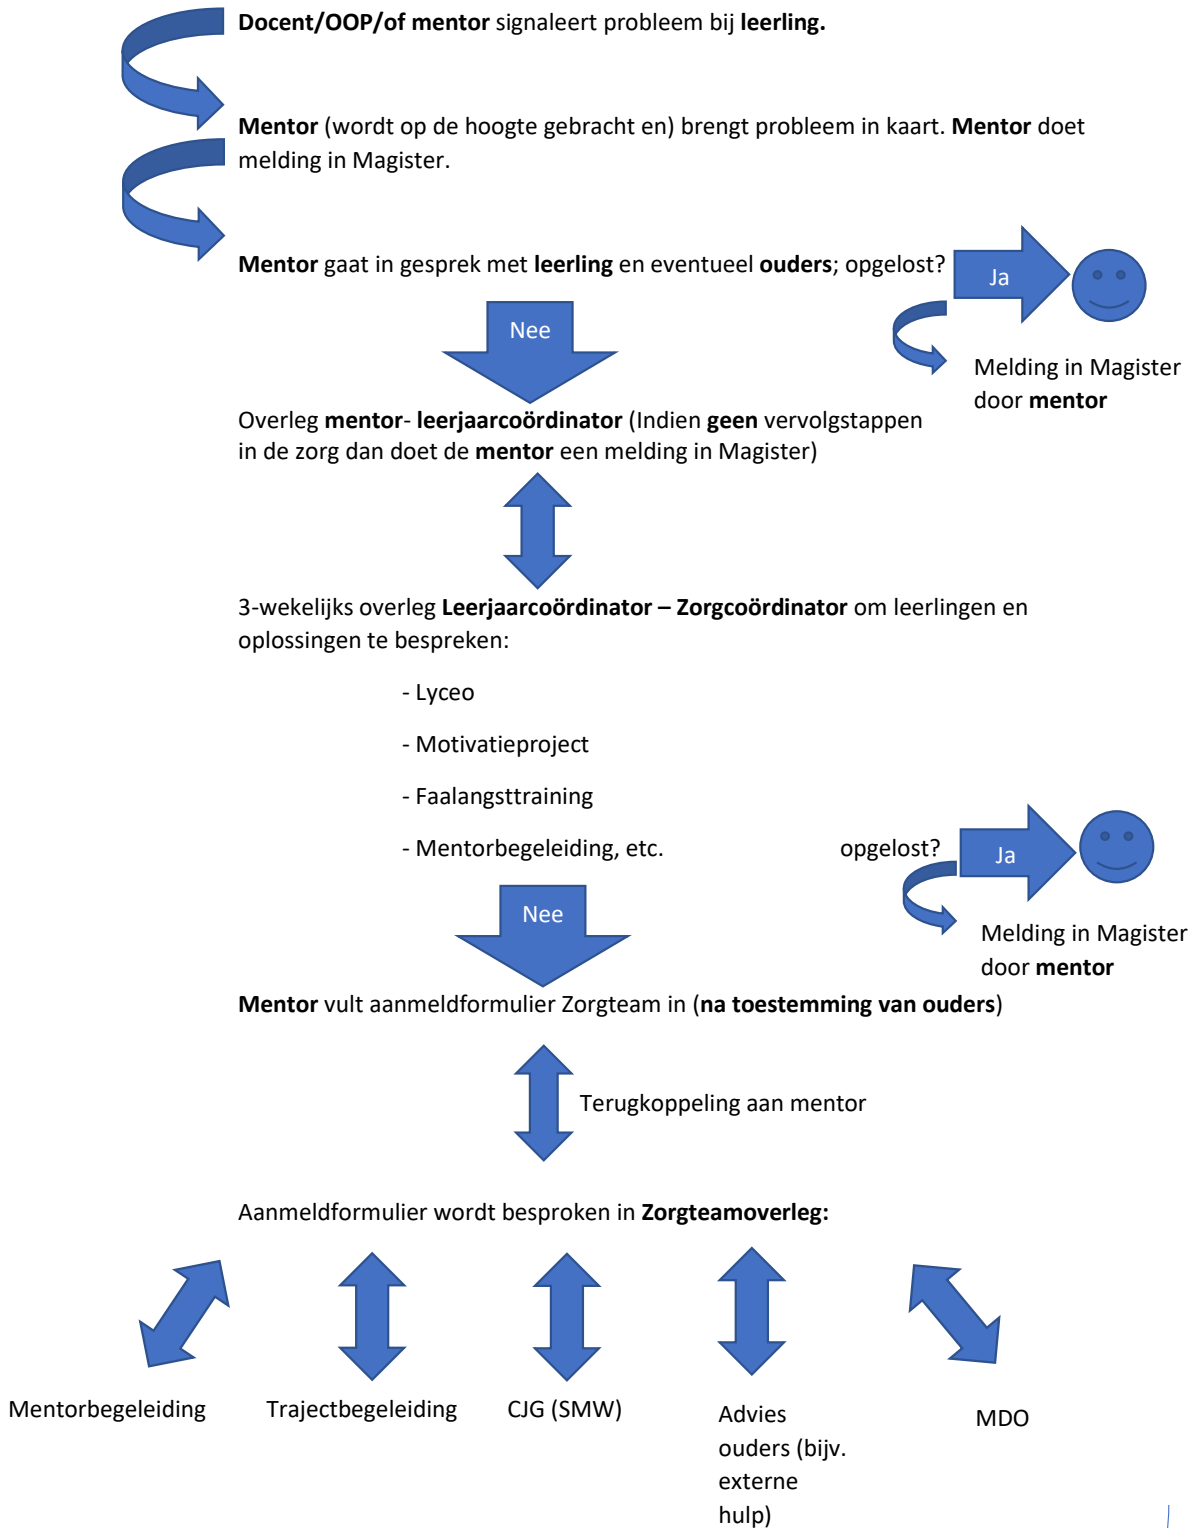 Docent/OOP/of mentor signaleert probleem bij leerling.
Mentor (wordt op de hoogte gebracht en) brengt probleem in kaart. Mentor doet
melding in Magister.
Mentor gaat in gesprek met leerling en eventueel ouders; opgelost?
Ja
Nee
Melding in Magister
door mentor
Overleg mentor- leerjaarcoördinator (Indien geen vervolgstappen
in de zorg dan doet de mentor een melding in Magister)
3-wekelijks overleg Leerjaarcoördinator – Zorgcoördinator om leerlingen en
oplossingen te bespreken:
- Lyceo
- Motivatieproject
- Faalangsttraining
- Mentorbegeleiding, etc.
opgelost?
Ja
Nee
Melding in Magister
door mentor
Mentor vult aanmeldformulier Zorgteam in (na toestemming van ouders)
Terugkoppeling aan mentor
Aanmeldformulier wordt besproken in Zorgteamoverleg:
Mentorbegeleiding
Trajectbegeleiding
CJG (SMW)
Advies
ouders (bijv.
externe
hulp)
MDO